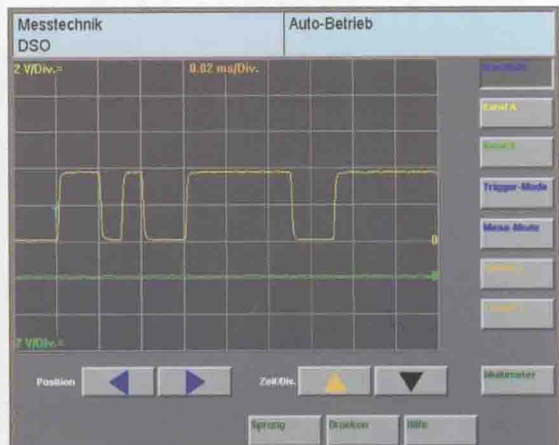 Messtechnik
DSO
Auto-Betrieb
2 V/Div.=
0.02 ms/Div.
Kanal A
Trigger-Mode
Mess-Mode
0
2 V/Div.=
Position
Zeit/Div.
Multimeter
Sprung
Drucken
Hilfe